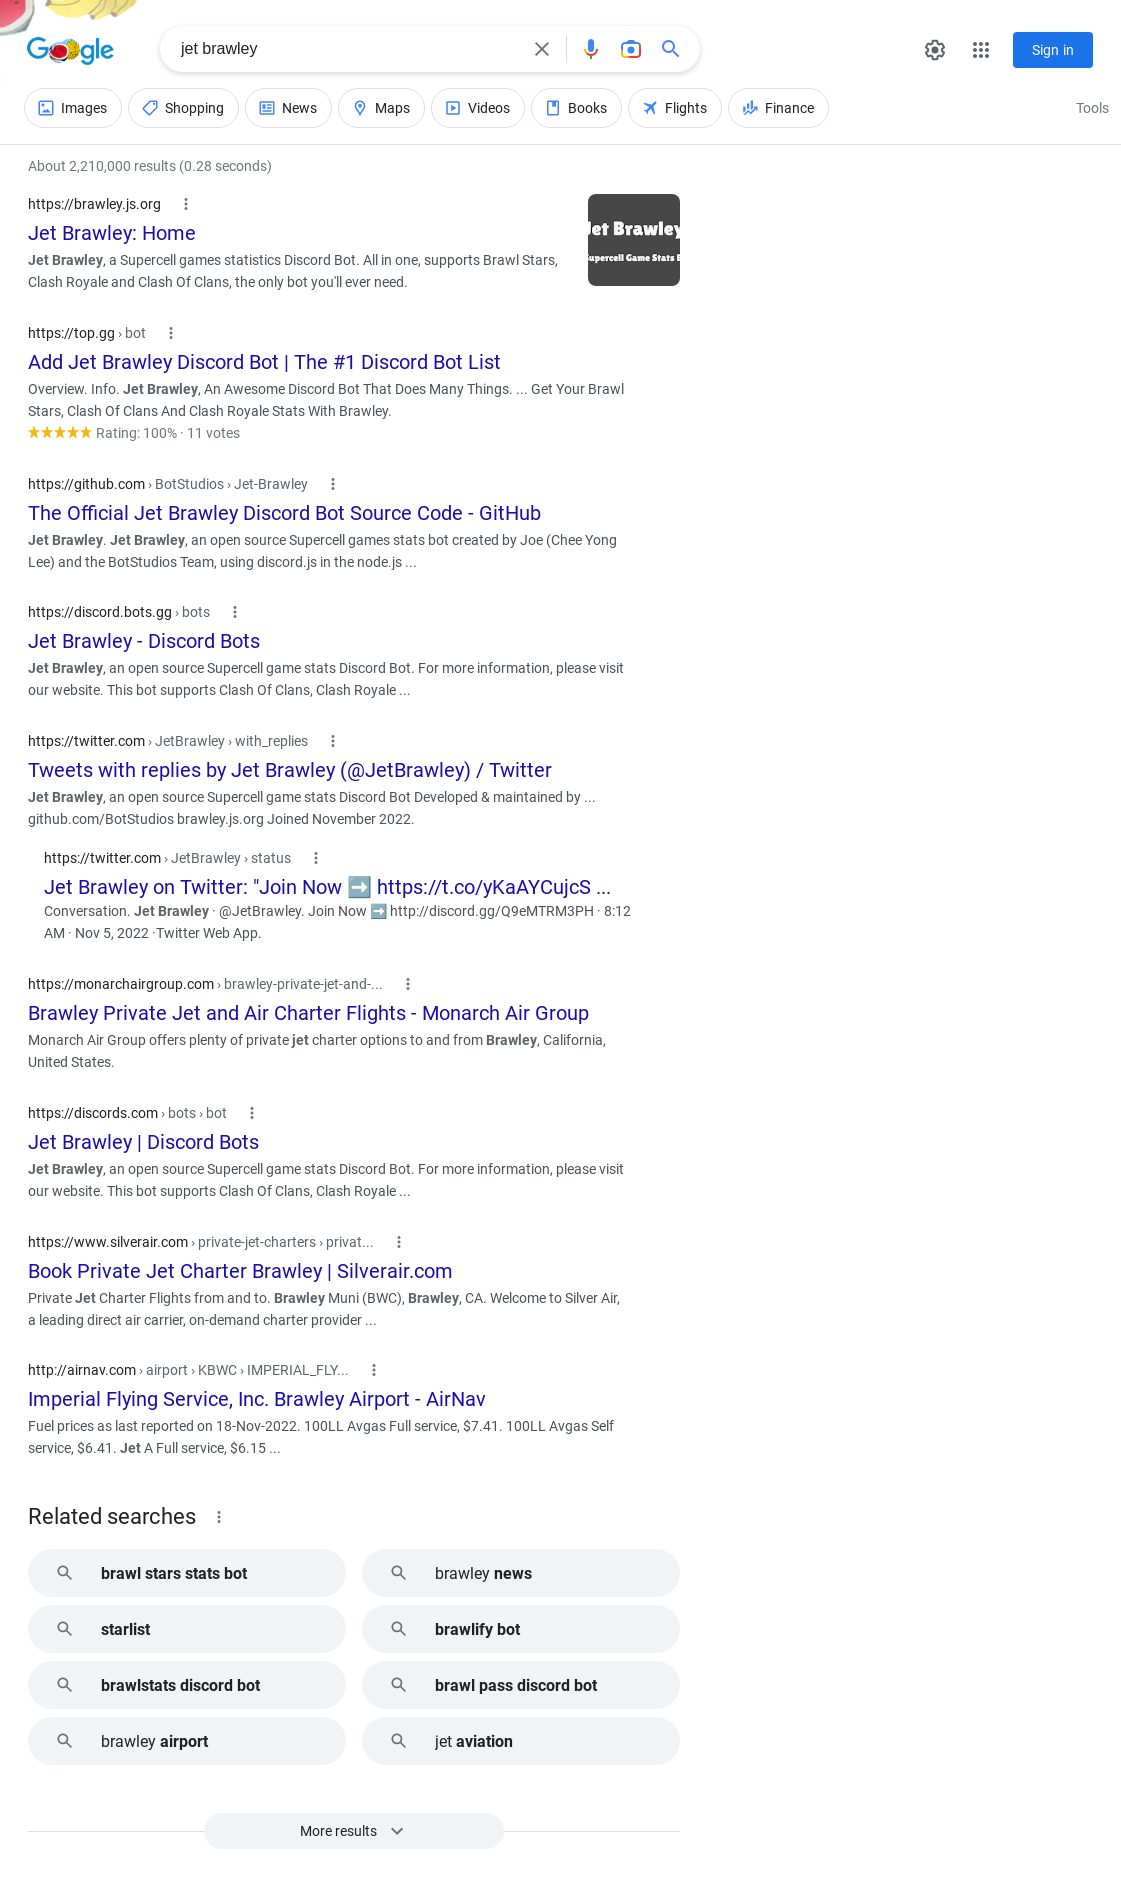 Google
jet brawley
Sign in
Images
Shopping
News
Maps
Videos
Books
Flights
Finance
Tools
About 2,210,000 results (0.28 seconds)
https://brawley.js.org
Jet Brawley: Home
Jet Brawley, a Supercell games statistics Discord Bot. All in one, supports Brawl Stars,
Clash Royale and Clash Of Clans, the only bot you'll ever need.
Jet Brawley
Supercell Game Stats B
https://top.gg › bot
Add Jet Brawley Discord Bot | The #1 Discord Bot List
Overview. Info. Jet Brawley, An Awesome Discord Bot That Does Many Things. ... Get Your Brawl
Stars, Clash Of Clans And Clash Royale Stats With Brawley.
Rating: 100% · 11 votes
https://github.com › BotStudios › Jet-Brawley
The Official Jet Brawley Discord Bot Source Code - GitHub
Jet Brawley. Jet Brawley, an open source Supercell games stats bot created by Joe (Chee Yong
Lee) and the BotStudios Team, using discord.js in the node.js ...
https://discord.bots.gg › bots
Jet Brawley - Discord Bots
Jet Brawley, an open source Supercell game stats Discord Bot. For more information, please visit
our website. This bot supports Clash Of Clans, Clash Royale ...
https://twitter.com › JetBrawley › with_replies
Tweets with replies by Jet Brawley (@JetBrawley) / Twitter
Jet Brawley, an open source Supercell game stats Discord Bot Developed & maintained by ...
github.com/BotStudios brawley.js.org Joined November 2022.
https://twitter.com › JetBrawley › status
Jet Brawley on Twitter: "Join Now ➡️ https://t.co/yKaAYCujcS ...
Conversation. Jet Brawley · @JetBrawley. Join Now ➡️ http://discord.gg/Q9eMTRM3PH · 8:12
AM · Nov 5, 2022 ·Twitter Web App.
https://monarchairgroup.com › brawley-private-jet-and-...
Brawley Private Jet and Air Charter Flights - Monarch Air Group
Monarch Air Group offers plenty of private jet charter options to and from Brawley, California,
United States.
https://discords.com › bots › bot
Jet Brawley | Discord Bots
Jet Brawley, an open source Supercell game stats Discord Bot. For more information, please visit
our website. This bot supports Clash Of Clans, Clash Royale ...
https://www.silverair.com › private-jet-charters › privat...
Book Private Jet Charter Brawley | Silverair.com
Private Jet Charter Flights from and to. Brawley Muni (BWC), Brawley, CA. Welcome to Silver Air,
a leading direct air carrier, on-demand charter provider ...
http://airnav.com › airport › KBWC › IMPERIAL_FLY...
Imperial Flying Service, Inc. Brawley Airport - AirNav
Fuel prices as last reported on 18-Nov-2022. 100LL Avgas Full service, $7.41. 100LL Avgas Self
service, $6.41. Jet A Full service, $6.15 ...
Related searches
brawl stars stats bot
brawley news
starlist
brawlify bot
brawlstats discord bot
brawl pass discord bot
brawley airport
jet aviation
More results